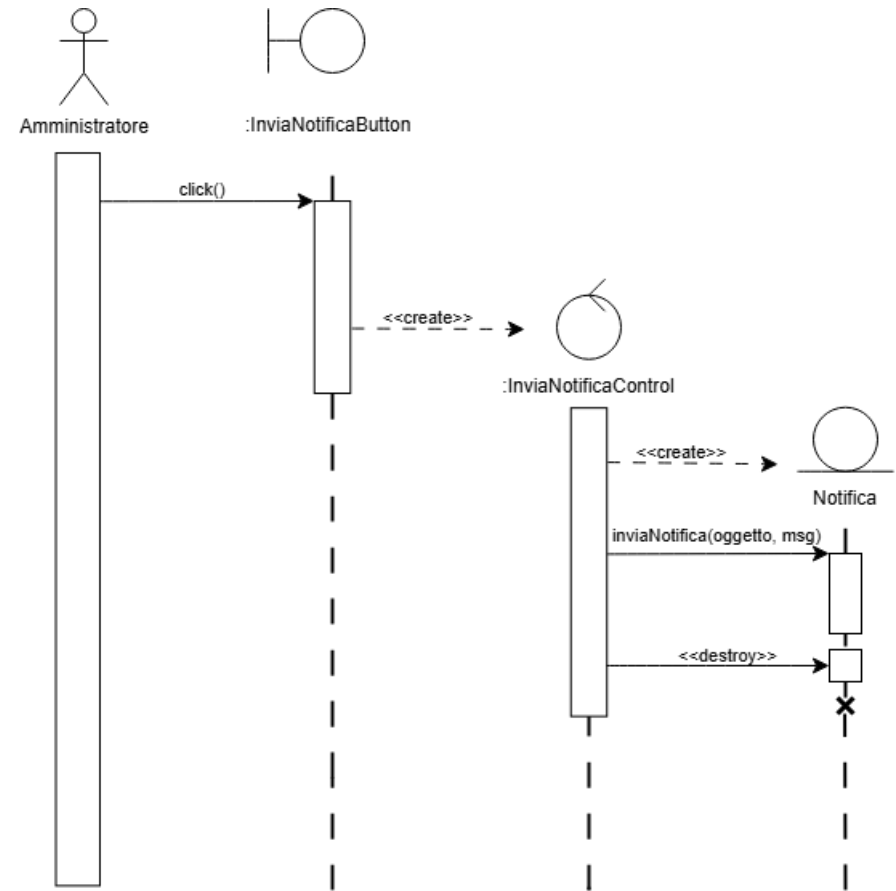 Amministratore
:InviaNotificaButton
click()
<<create>>
:InviaNotificaControl
<<create>>
Notifica
inviaNotifica(oggetto, msg)
<<destroy>>